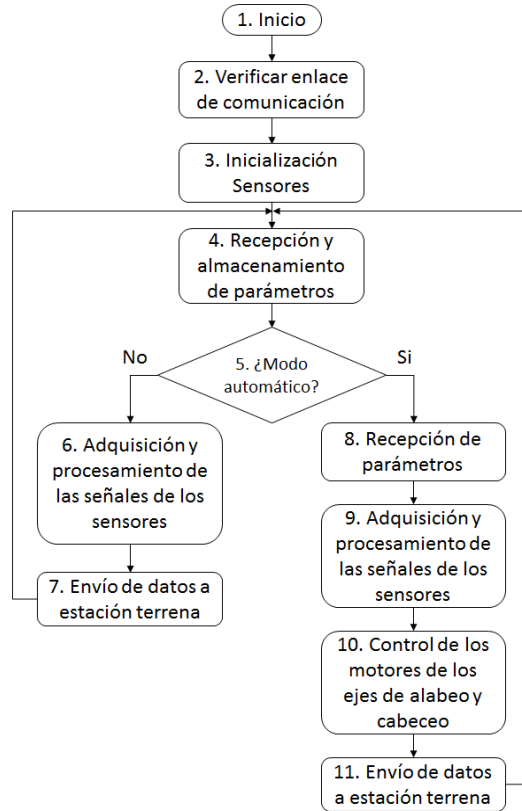 1. Inicio
2. Verificar enlace
de comunicación
3. Inicialización
Sensores
4. Recepción y
almacenamiento
de parámetros
5. ¿Modo
automático?
No
Si
6. Adquisición y
procesamiento de
las señales de los
sensores
7. Envío de datos a
estación terrena
8. Recepción de
parámetros
9. Adquisición y
procesamiento de
las señales de los
sensores
10. Control de los
motores de los
ejes de alabeo y
cabeceo
11. Envío de datos
a estación terrena